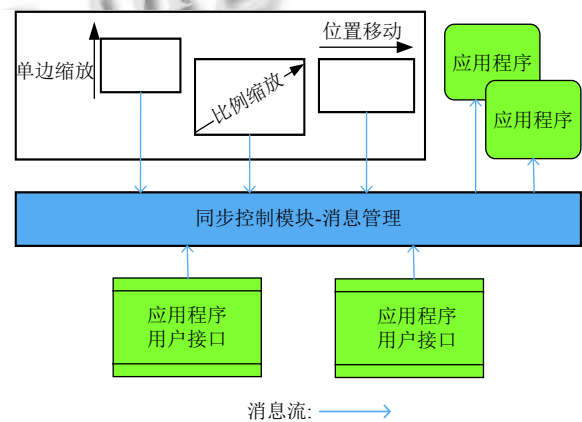 位置移动
单边缩放
比例缩放
应用程序
应用程序
同步控制模块-消息管理
应用程序
用户接口
应用程序
用户接口
消息流: